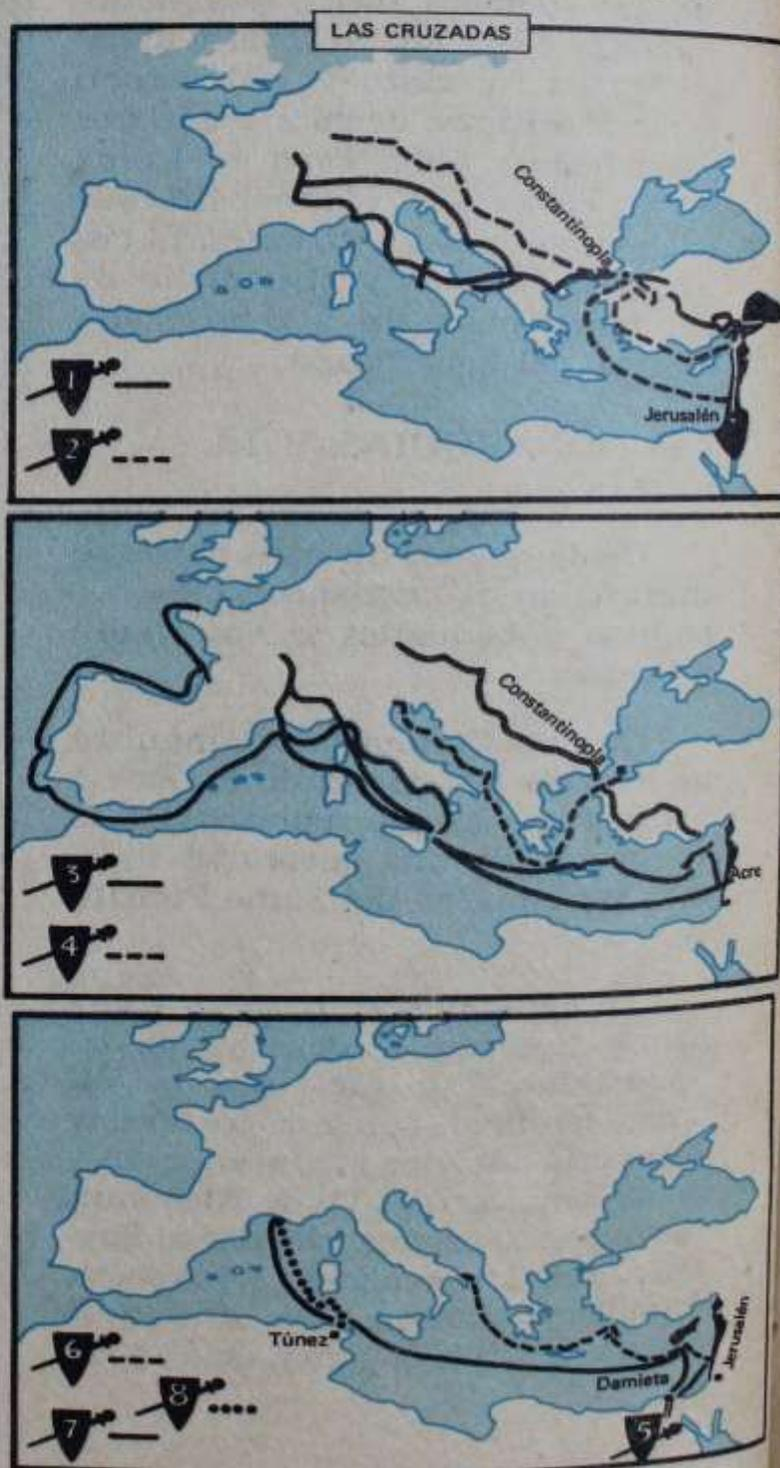 LAS CRUZADAS
Constantinopla
Jerusalén
1
2
Constantinopla
Acre
3
4
Túnez
Jerusalén
Damieta
6
8
7
5